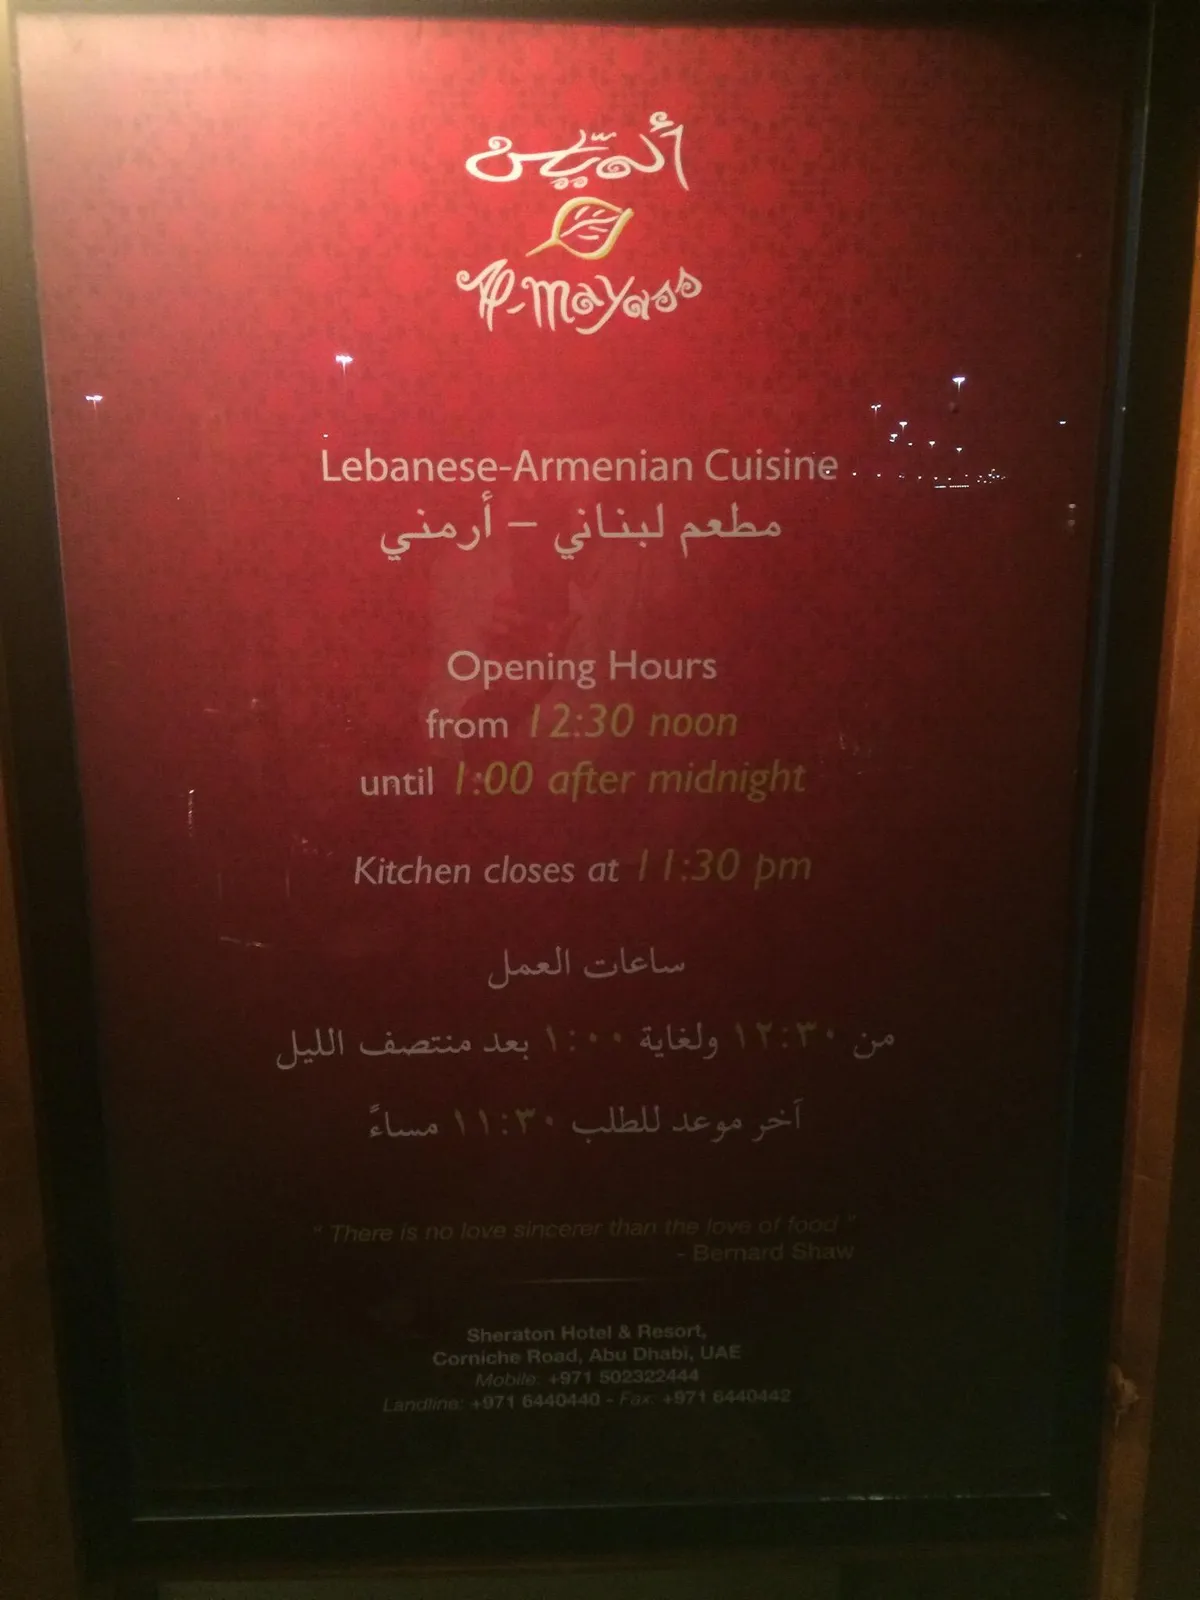 ألميّاس
Al-mayass
Lebanese-Armenian Cuisine
مطعم لبناني – أرمني
Opening Hours
from 12:30 noon
until 1:00 after midnight
Kitchen closes at 11:30 pm
ساعات العمل
من ١٢:٣٠ ولغاية ١:٠٠ بعد منتصف الليل
آخر موعد للطلب ١١:٣٠ مساءً
“ There is no love sincerer than the love of food ”
- Bernard Shaw
Sheraton Hotel & Resort,
Corniche Road, Abu Dhabi, UAE
Mobile: +971 502322444
Landline: +971 6440440 - Fax: +971 6440442